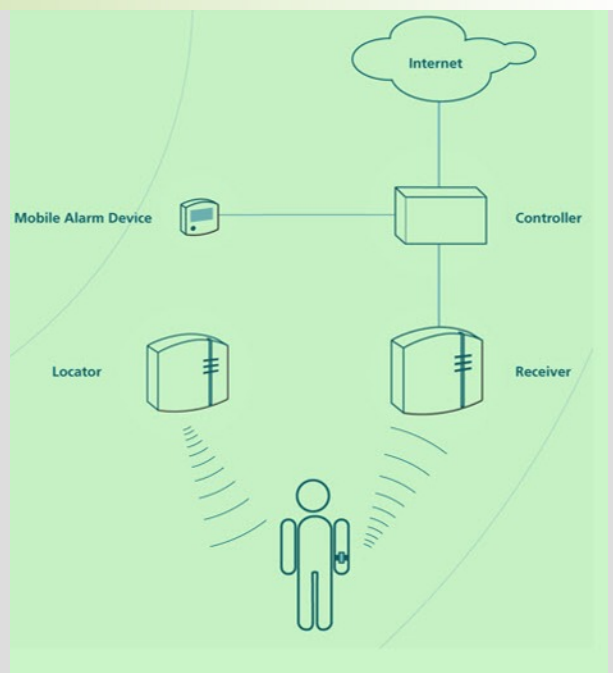 Internet
Mobile Alarm Device
Controller
Locator
Receiver